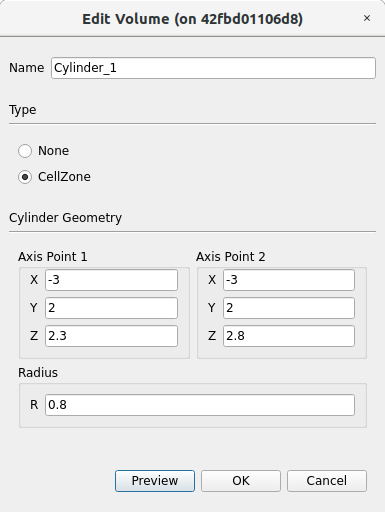 Edit Volume (on 42fbd01106d8)
×
Name Cylinder_1
Type
None
CellZone
Cylinder Geometry
Axis Point 1 Axis Point 2
X -3 X -3
Y 2 Y 2
Z 2.3 Z 2.8
Radius
R 0.8
Preview OK Cancel